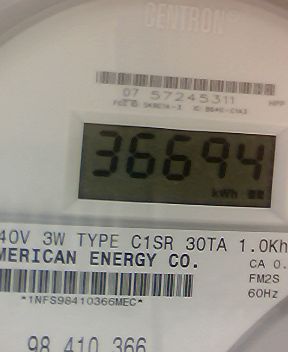 CENTRON®
07 57245311
36694
kWh
40V 3W TYPE C1SR 30TA 1.0Kh
MERICAN ENERGY CO.
CA 0.
FM2S
60Hz
*1NFS98410366MEC*
98 410 366